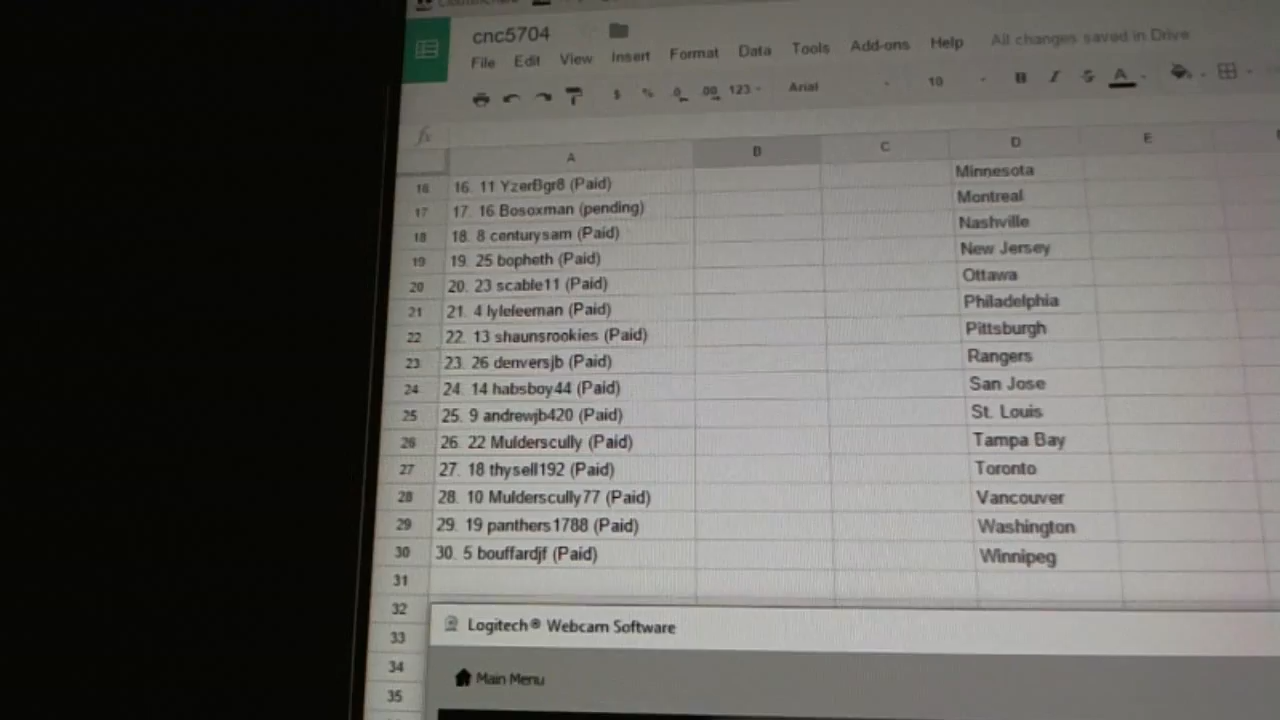 cnc5704
File Edit View Insert Format Data Tools Add-ons Help All changes saved in Drive
$ % .0 .00 123 Arial 10 B I S A
fx
A B C D E
16 16. 11 YzerBgr8 (Paid) Minnesota
17 17. 16 Bosoxman (pending) Montreal
18 18. 8 centurysam (Paid) Nashville
19 19. 25 bopheth (Paid) New Jersey
20 20. 23 scable11 (Paid) Ottawa
21 21. 4 lyleleeman (Paid) Philadelphia
22 22. 13 shaunsrookies (Paid) Pittsburgh
23 23. 26 denversjb (Paid) Rangers
24 24. 14 habsboy44 (Paid) San Jose
25 25. 9 andrewjb420 (Paid) St. Louis
26 26. 22 Mulderscully (Paid) Tampa Bay
27 27. 18 thysell192 (Paid) Toronto
28 28. 10 Mulderscully77 (Paid) Vancouver
29 29. 19 panthers1788 (Paid) Washington
30 30. 5 bouffardjf (Paid) Winnipeg
31
32
33 Logitech® Webcam Software
34 Main Menu
35